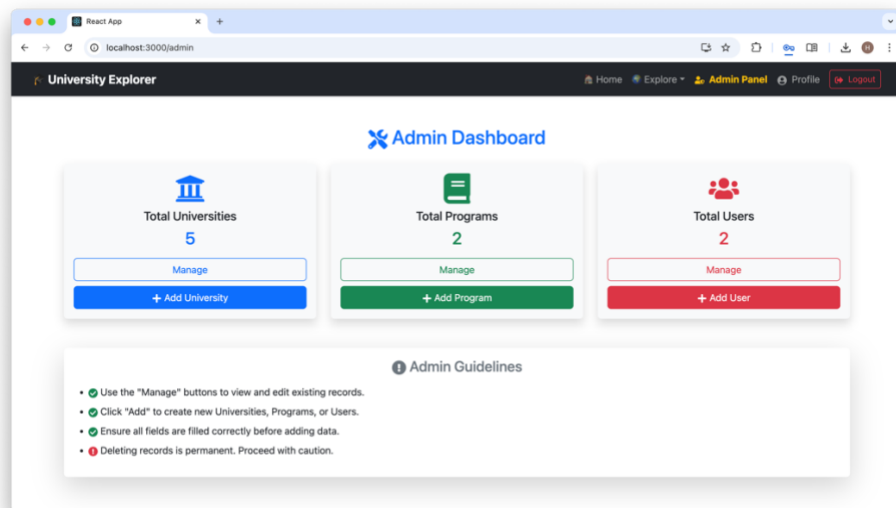 React App
localhost:3000/admin
H
University Explorer
Home Explore Admin Panel Profile Logout
Admin Dashboard
Total Universities
5
Manage
+ Add University
Total Programs
2
Manage
+ Add Program
Total Users
2
Manage
+ Add User
Admin Guidelines
• Use the "Manage" buttons to view and edit existing records.
• Click "Add" to create new Universities, Programs, or Users.
• Ensure all fields are filled correctly before adding data.
• Deleting records is permanent. Proceed with caution.